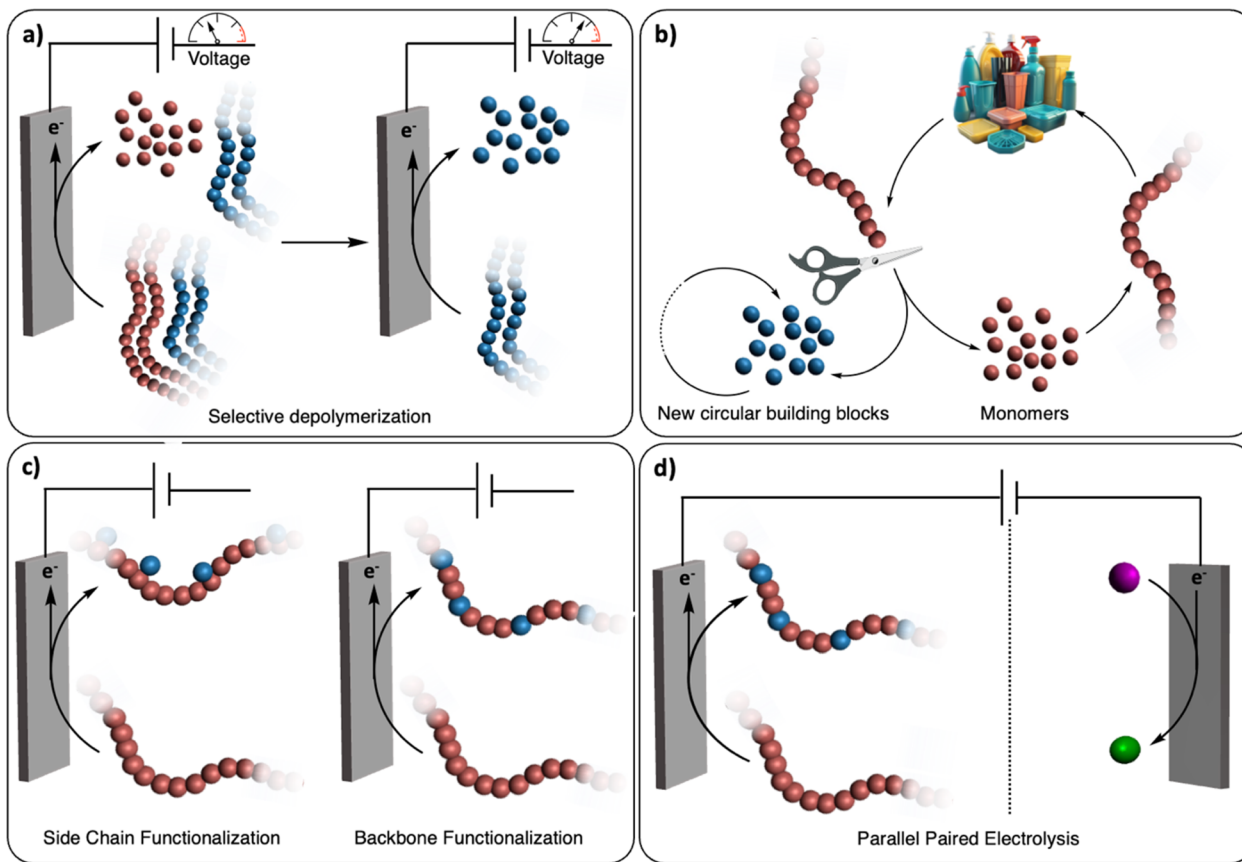 a)
Voltage
Voltage
e-
e-
Selective depolymerization
b)
New circular building blocks
Monomers
c)
e-
e-
Side Chain Functionalization
Backbone Functionalization
d)
e-
e-
Parallel Paired Electrolysis